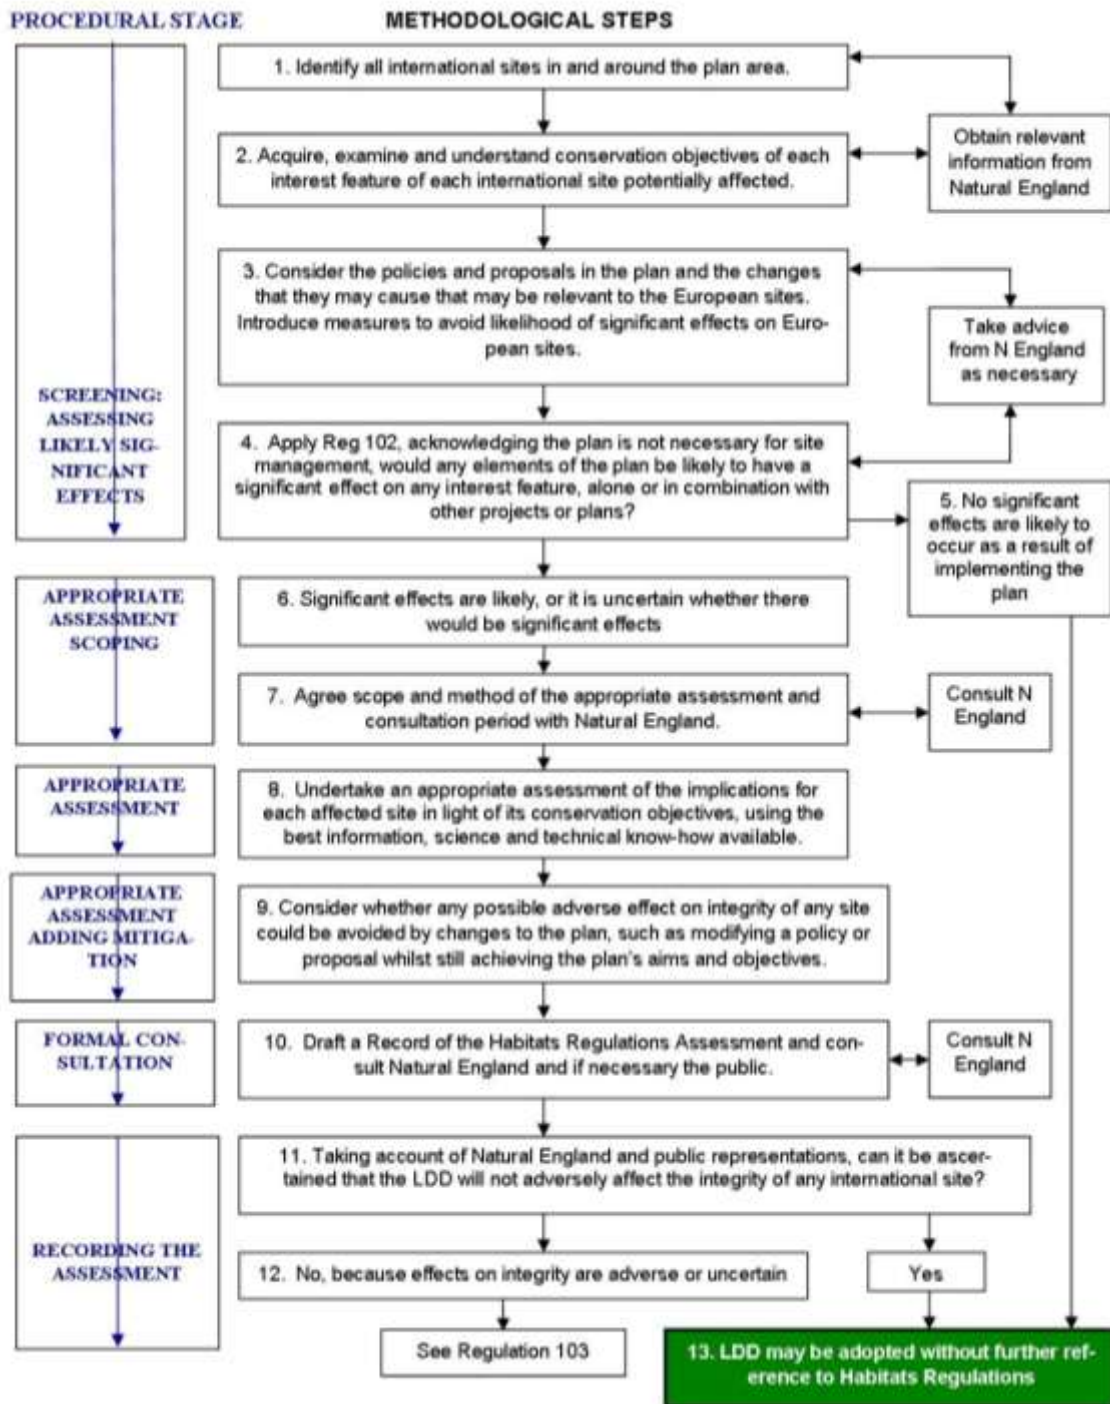 PROCEDURAL STAGE
METHODOLOGICAL STEPS
1. Identify all international sites in and around the plan area.
Obtain relevant
information from
Natural England
2. Acquire, examine and understand conservation objectives of each
interest feature of each international site potentially affected.
3. Consider the policies and proposals in the plan and the changes
that they may cause that may be relevant to the European sites.
Introduce measures to avoid likelihood of significant effects on Euro-
pean sites.
Take advice
from N England
as necessary
SCREENING:
ASSESSING
LIKELY SIG-
NIFICANT
EFFECTS
4. Apply Reg 102, acknowledging the plan is not necessary for site
management, would any elements of the plan be likely to have a
significant effect on any interest feature, alone or in combination with
other projects or plans?
5. No significant
effects are likely to
occur as a result of
implementing the
plan
APPROPRIATE
ASSESSMENT
SCOPING
6. Significant effects are likely, or it is uncertain whether there
would be significant effects
7. Agree scope and method of the appropriate assessment and
consultation period with Natural England.
Consult N
England
APPROPRIATE
ASSESSMENT
8. Undertake an appropriate assessment of the implications for
each affected site in light of its conservation objectives, using the
best information, science and technical know-how available.
APPROPRIATE
ASSESSMENT
ADDING MITIGA-
TION
9. Consider whether any possible adverse effect on integrity of any site
could be avoided by changes to the plan, such as modifying a policy or
proposal whilst still achieving the plan's aims and objectives.
FORMAL CON-
SULTATION
10. Draft a Record of the Habitats Regulations Assessment and con-
sult Natural England and if necessary the public.
Consult N
England
RECORDING THE
ASSESSMENT
11. Taking account of Natural England and public representations, can it be ascer-
tained that the LDD will not adversely affect the integrity of any international site?
12. No, because effects on integrity are adverse or uncertain
Yes
See Regulation 103
13. LDD may be adopted without further ref-
erence to Habitats Regulations